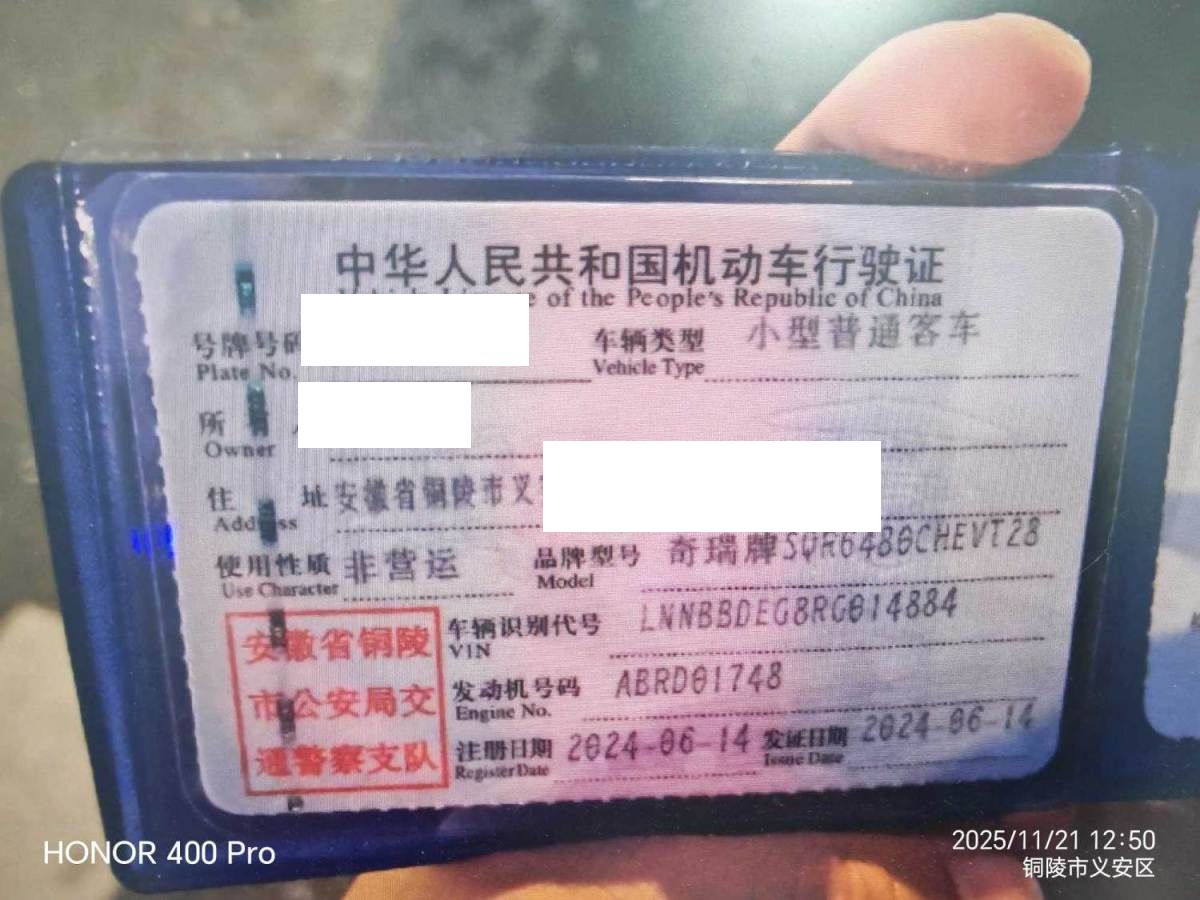 中华人民共和国机动车行驶证
e of the People's Republic of China
号牌号码 车辆类型 小型普通客车
Plate No. Vehicle Type
所有
Owner
住址 安徽省铜陵市义
Address
使用性质 非营运 品牌型号 奇瑞牌SQR6480CHEVT28
Use Character Model
安徽省铜陵
市公安局交
通警察支队
车辆识别代号 LNNBBDEG8RG014884
VIN
发动机号码 ABRD01748
Engine No.
注册日期 2024-06-14 发证日期 2024-06-14
Register Date Issue Date
HONOR 400 Pro
2025/11/21 12:50
铜陵市义安区